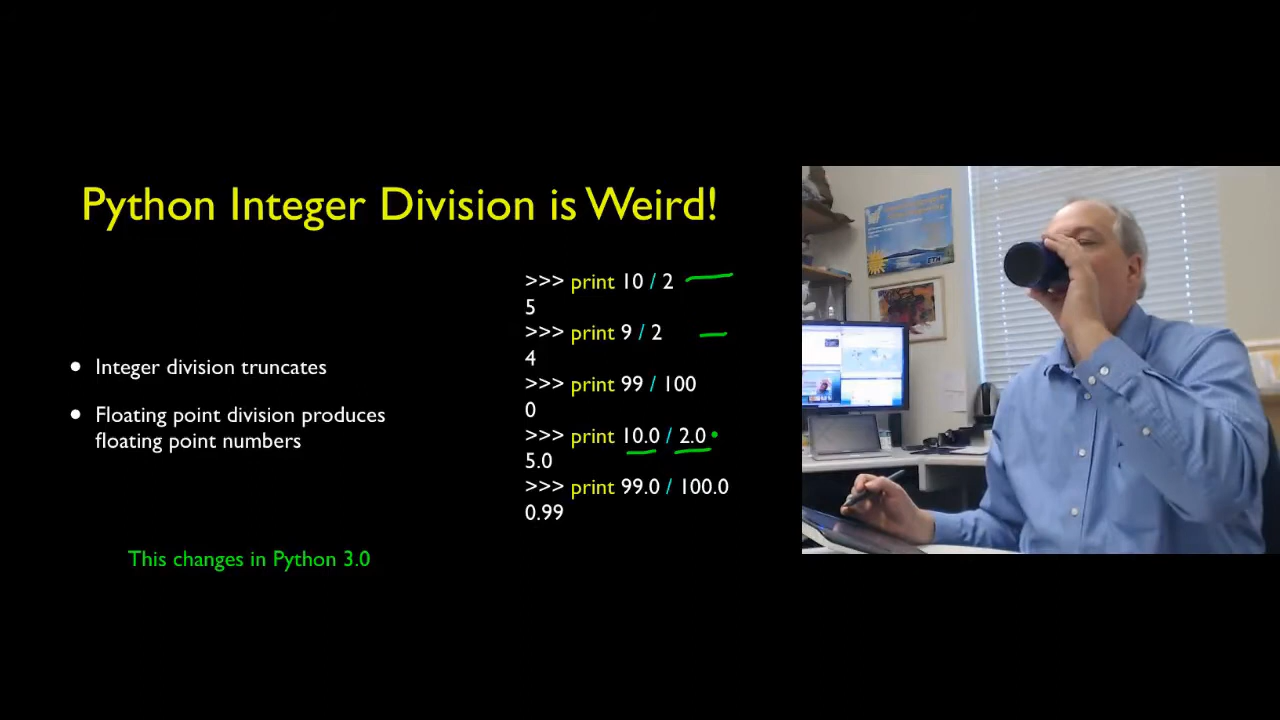 Python Integer Division is Weird!
• Integer division truncates
• Floating point division produces
floating point numbers
This changes in Python 3.0
>>> print 10 / 2
5
>>> print 9 / 2
4
>>> print 99 / 100
0
>>> print 10.0 / 2.0
5.0
>>> print 99.0 / 100.0
0.99